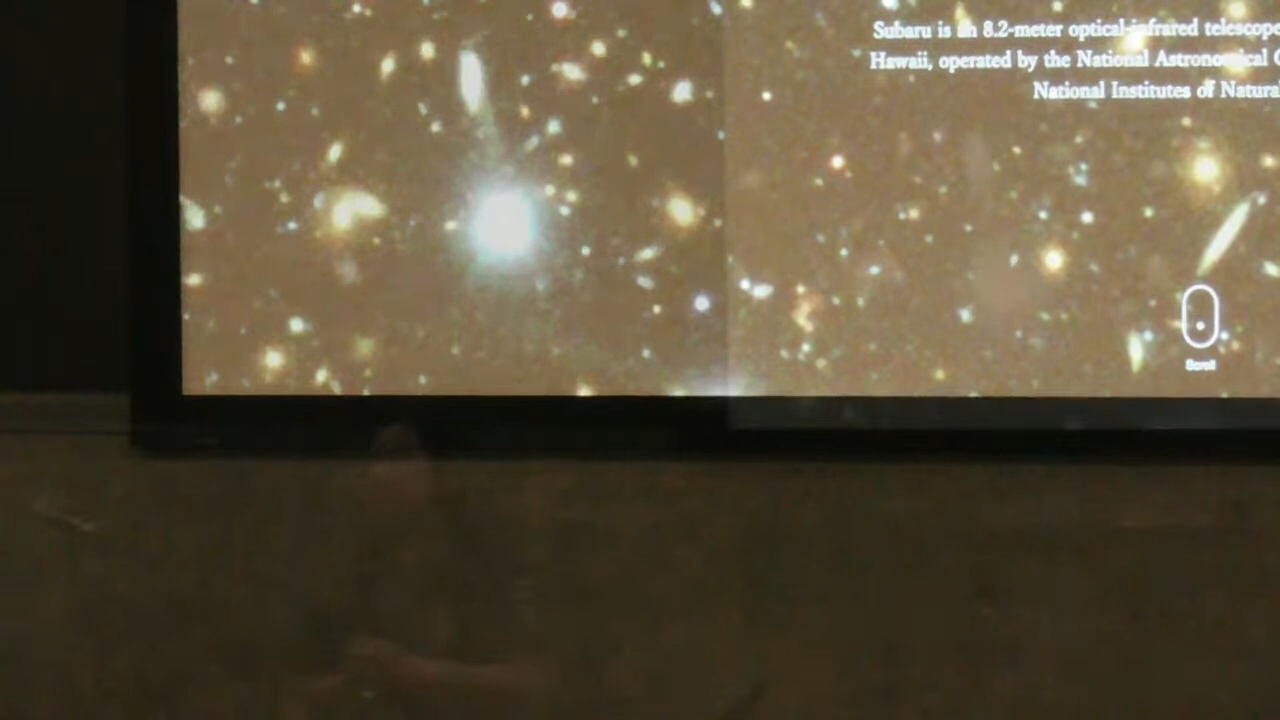 Subaru is an 8.2-meter optical-infrared telescope
Hawaii, operated by the National Astronomical
National Institutes of Natural
Scroll